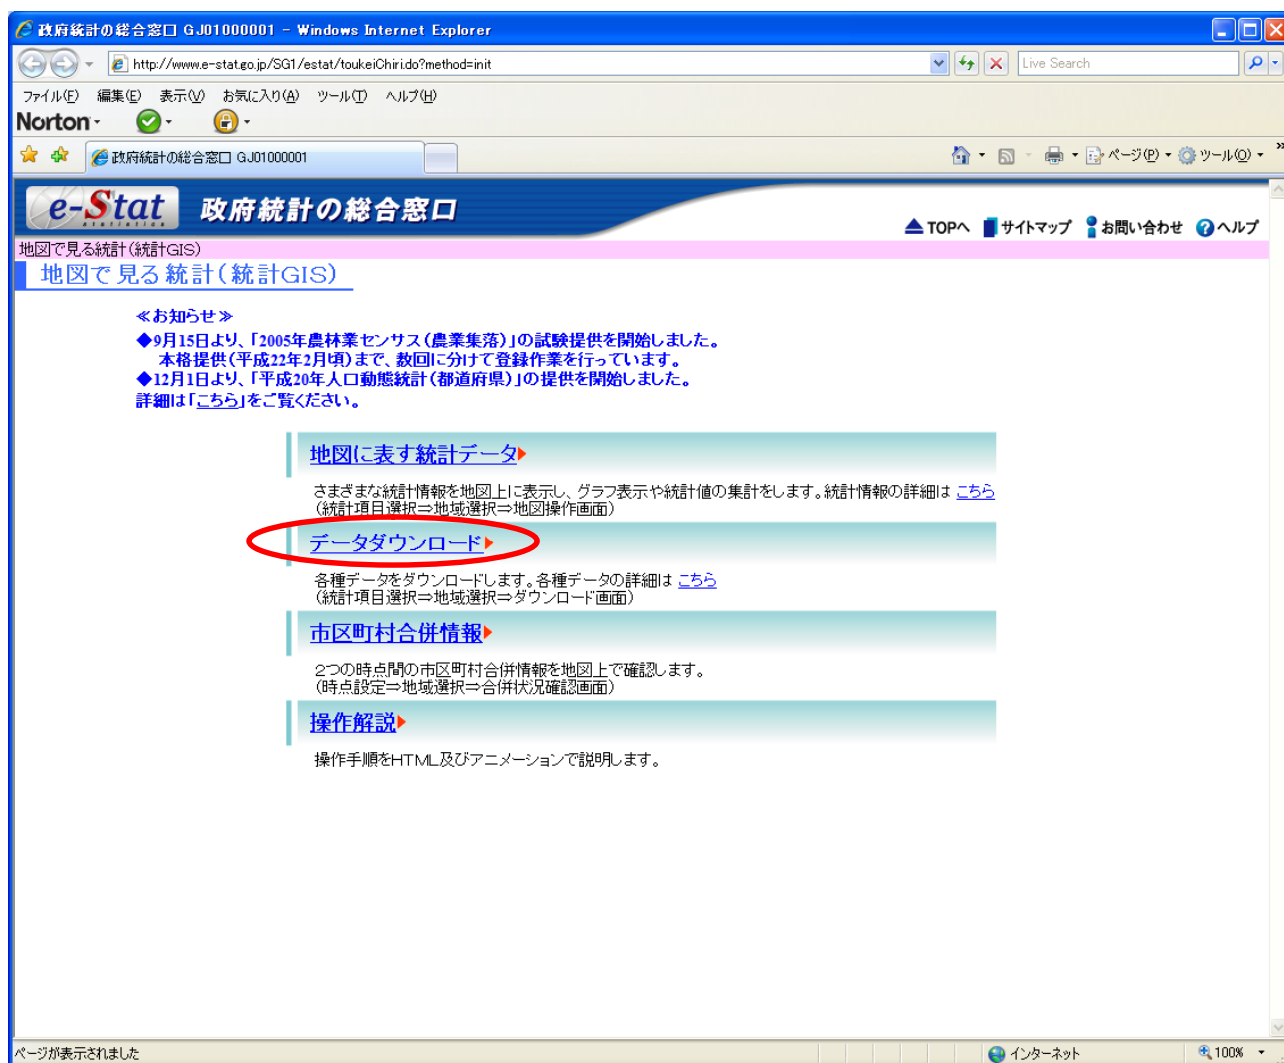 政府統計の総合窓口 GJ01000001 - Windows Internet Explorer
http://www.e-stat.go.jp/SG1/estat/toukeiChiri.do?method=init
Live Search
ファイル(F) 編集(E) 表示(V) お気に入り(A) ツール(T) ヘルプ(H)
Norton
政府統計の総合窓口 GJ01000001
ページ(P) ツール(O) »
e-Stat 政府統計の総合窓口
statistics
TOPへ サイトマップ お問い合わせ ヘルプ
地図で見る統計(統計GIS)
地図で見る統計(統計GIS)
≪お知らせ≫
◆9月15日より、「2005年農林業センサス(農業集落)」の試験提供を開始しました。
本格提供(平成22年2月頃)まで、数回に分けて登録作業を行っています。
◆12月1日より、「平成20年人口動態統計(都道府県)」の提供を開始しました。
詳細は「こちら」をご覧ください。
地図に表す統計データ
さまざまな統計情報を地図上に表示し、グラフ表示や統計値の集計をします。統計情報の詳細は こちら
(統計項目選択⇒地域選択⇒地図操作画面)
データダウンロード
各種データをダウンロードします。各種データの詳細は こちら
(統計項目選択⇒地域選択⇒ダウンロード画面)
市区町村合併情報
2つの時点間の市区町村合併情報を地図上で確認します。
(時点設定⇒地域選択⇒合併状況確認画面)
操作解説
操作手順をHTML及びアニメーションで説明します。
ページが表示されました
インターネット
100%